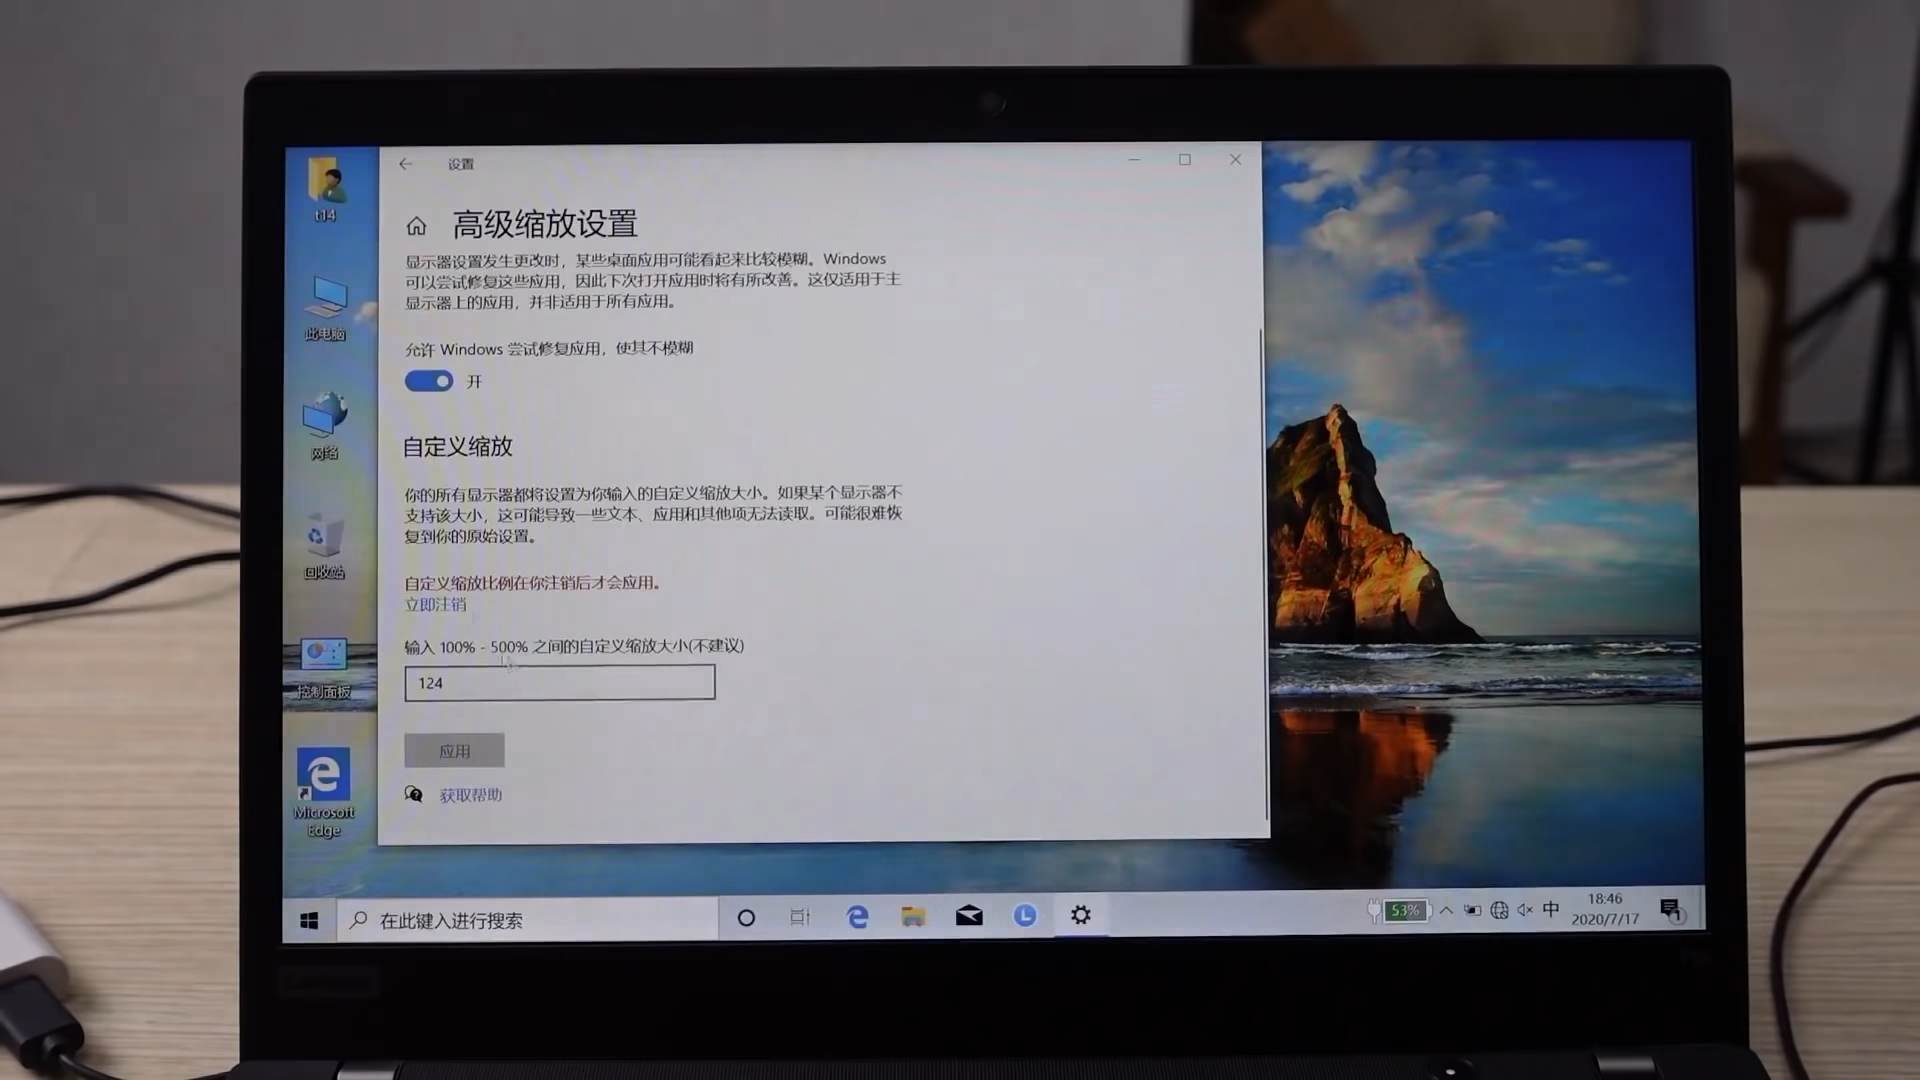 t14
此电脑
网络
回收站
控制面板
Microsoft
Edge
设置
高级缩放设置
显示器设置发生更改时，某些桌面应用可能看起来比较模糊。Windows
可以尝试修复这些应用，因此下次打开应用时将有所改善。这仅适用于主
显示器上的应用，并非适用于所有应用。
允许 Windows 尝试修复应用，使其不模糊
开
自定义缩放
你的所有显示器都将设置为你输入的自定义缩放大小。如果某个显示器不
支持该大小，这可能导致一些文本、应用和其他项无法读取。可能很难恢
复到你的原始设置。
自定义缩放比例在你注销后才会应用。
立即注销
输入 100% - 500% 之间的自定义缩放大小(不建议)
124
应用
获取帮助
在此键入进行搜索
53%
中
18:46
2020/7/17
1